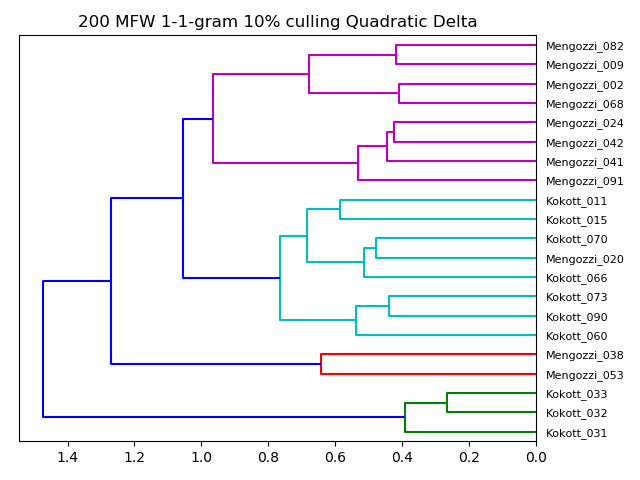 200 MFW 1-1-gram 10% culling Quadratic Delta
Mengozzi_082
Mengozzi_009
Mengozzi_002
Mengozzi_068
Mengozzi_024
Mengozzi_042
Mengozzi_041
Mengozzi_091
Kokott_011
Kokott_015
Kokott_070
Mengozzi_020
Kokott_066
Kokott_073
Kokott_090
Kokott_060
Mengozzi_038
Mengozzi_053
Kokott_033
Kokott_032
Kokott_031
1.4 1.2 1.0 0.8 0.6 0.4 0.2 0.0